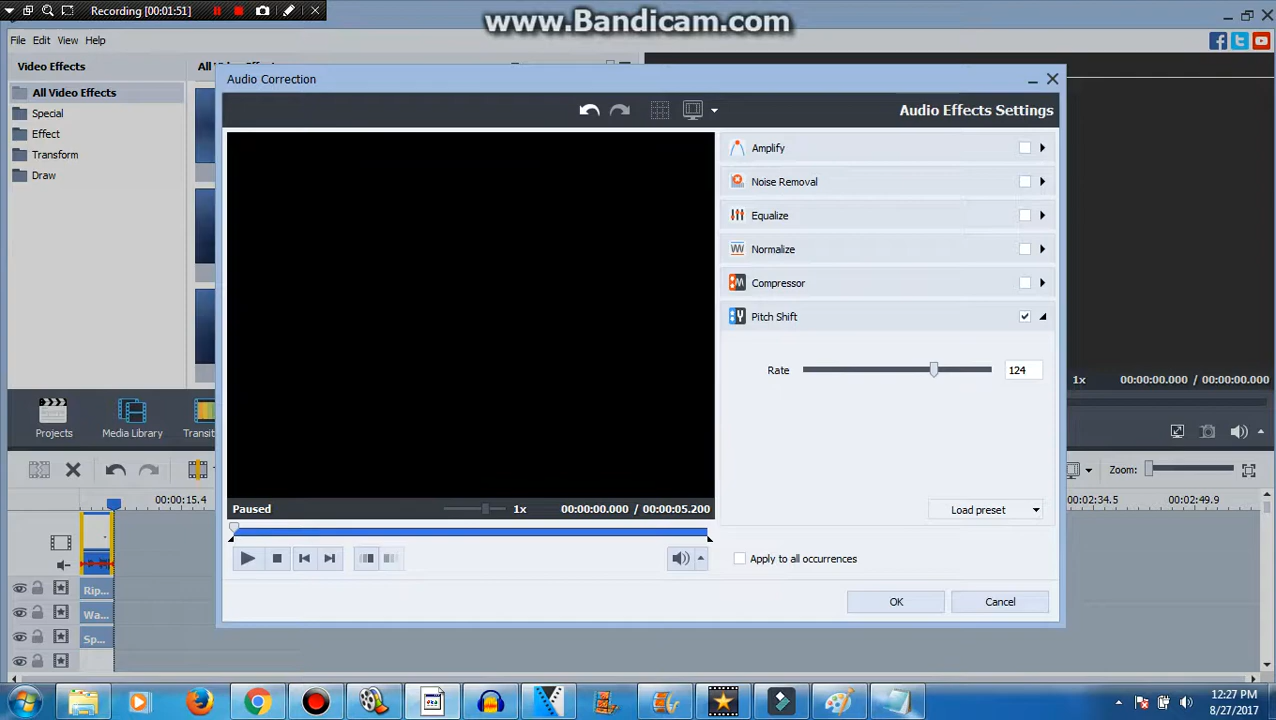 Recording [00:01:51]
www.Bandicam.com
File Edit View Help
Video Effects
All Video Effects
Special
Effect
Transform
Draw
Audio Correction
Audio Effects Settings
Amplify
Noise Removal
Equalize
Normalize
Compressor
Pitch Shift
Rate 124
Load preset
Apply to all occurrences
OK Cancel
Paused 1x 00:00:00.000 / 00:00:05.200
1x 00:00:00.000 / 00:00:00.000
Projects Media Library Transiti
Zoom:
00:00:15.4 00:02:34.5 00:02:49.9
Rip...
Wa...
Sp...
12:27 PM
8/27/2017